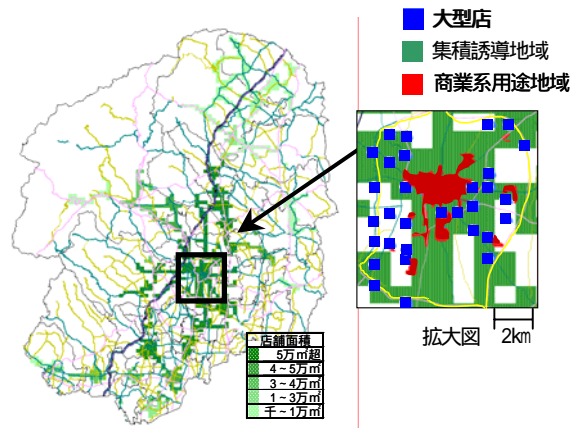 大型店
集積誘導地域
商業系用途地域
拡大図
2km
店舗面積
5万㎡超
4~5万㎡
3~4万㎡
1~3万㎡
千~1万㎡